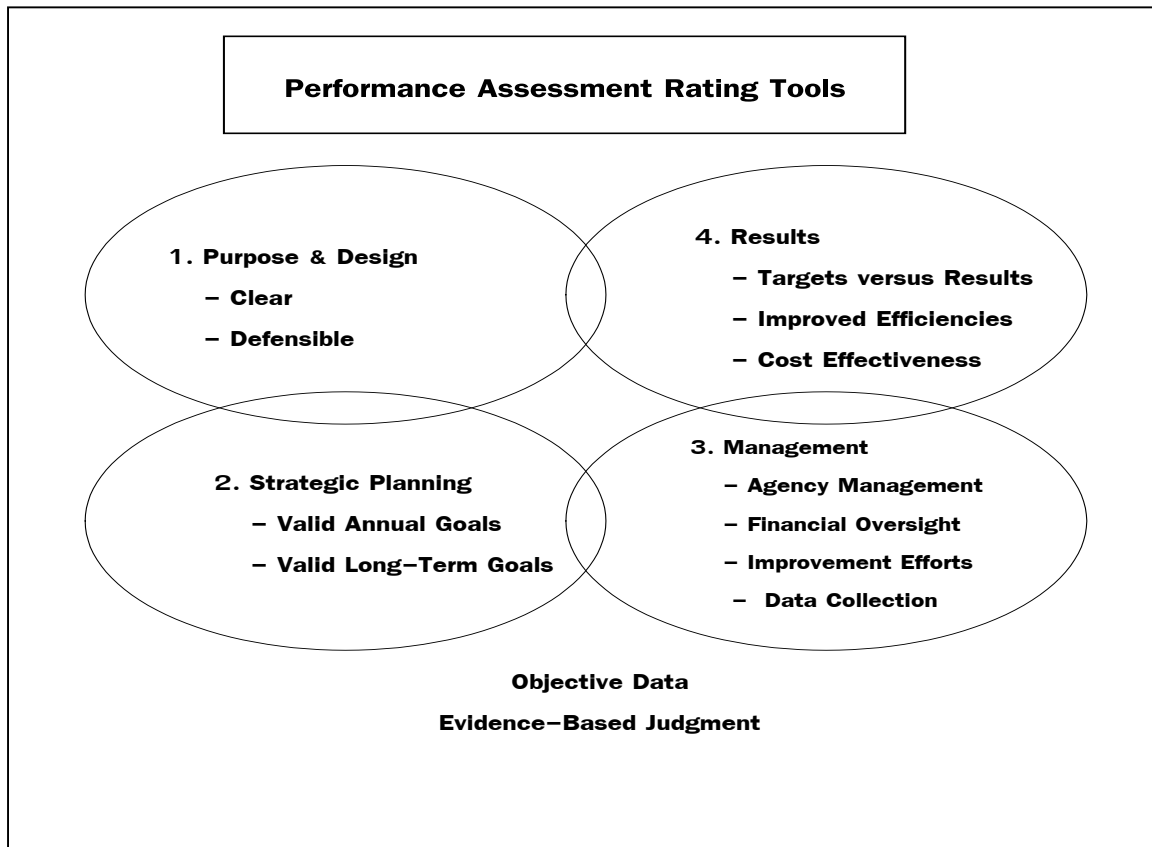 Performance Assessment Rating Tools
1. Purpose & Design
– Clear
– Defensible
2. Strategic Planning
– Valid Annual Goals
– Valid Long–Term Goals
3. Management
– Agency Management
– Financial Oversight
– Improvement Efforts
– Data Collection
4. Results
– Targets versus Results
– Improved Efficiencies
– Cost Effectiveness
Objective Data
Evidence–Based Judgment